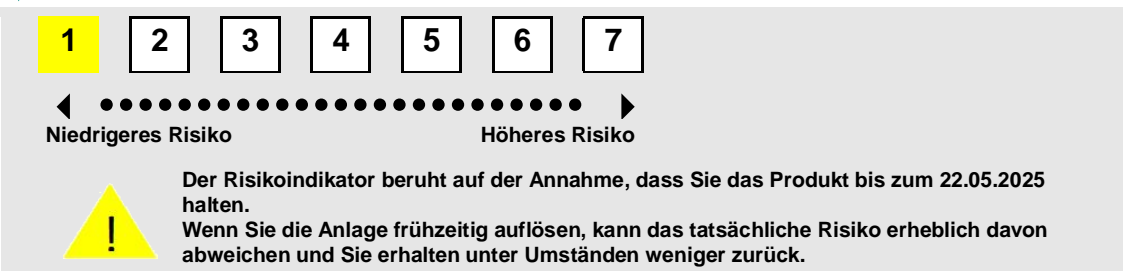 1 2 3 4 5 6 7
Niedrigeres Risiko Höheres Risiko
Der Risikoindikator beruht auf der Annahme, dass Sie das Produkt bis zum 22.05.2025
halten.
Wenn Sie die Anlage frühzeitig auflösen, kann das tatsächliche Risiko erheblich davon
abweichen und Sie erhalten unter Umständen weniger zurück.
!